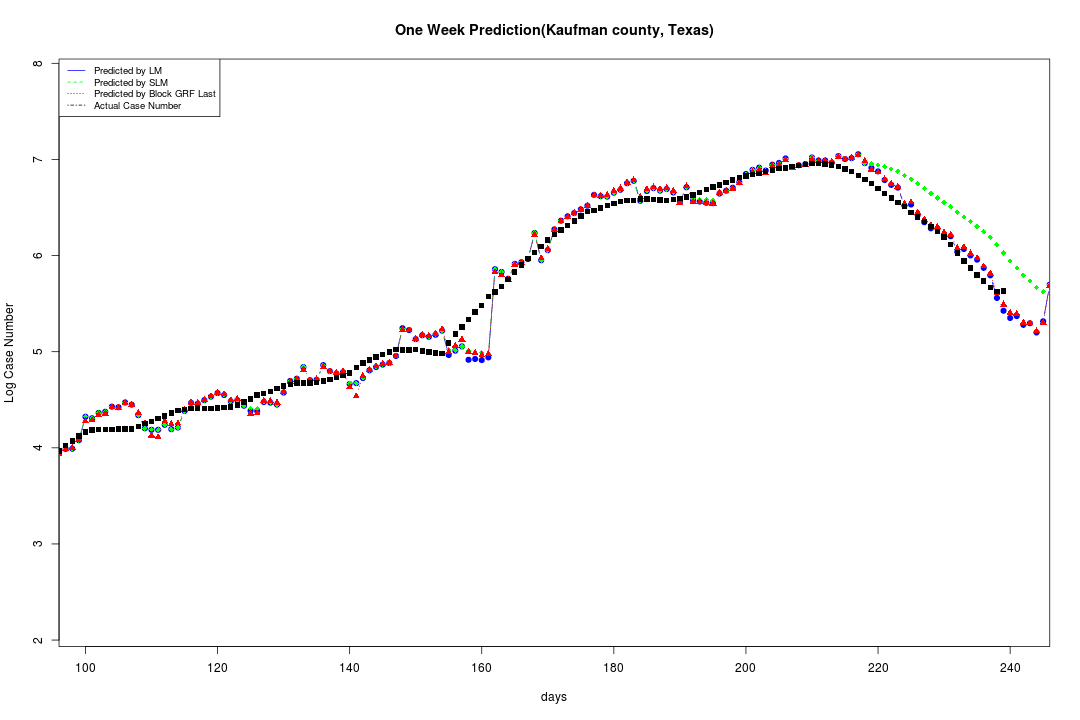 One Week Prediction(Kaufman county, Texas)
Predicted by LM
Predicted by SLM
Predicted by Block GRF Last
Actual Case Number
8
7
6
5
4
3
2
Log Case Number
100 120 140 160 180 200 220 240
days